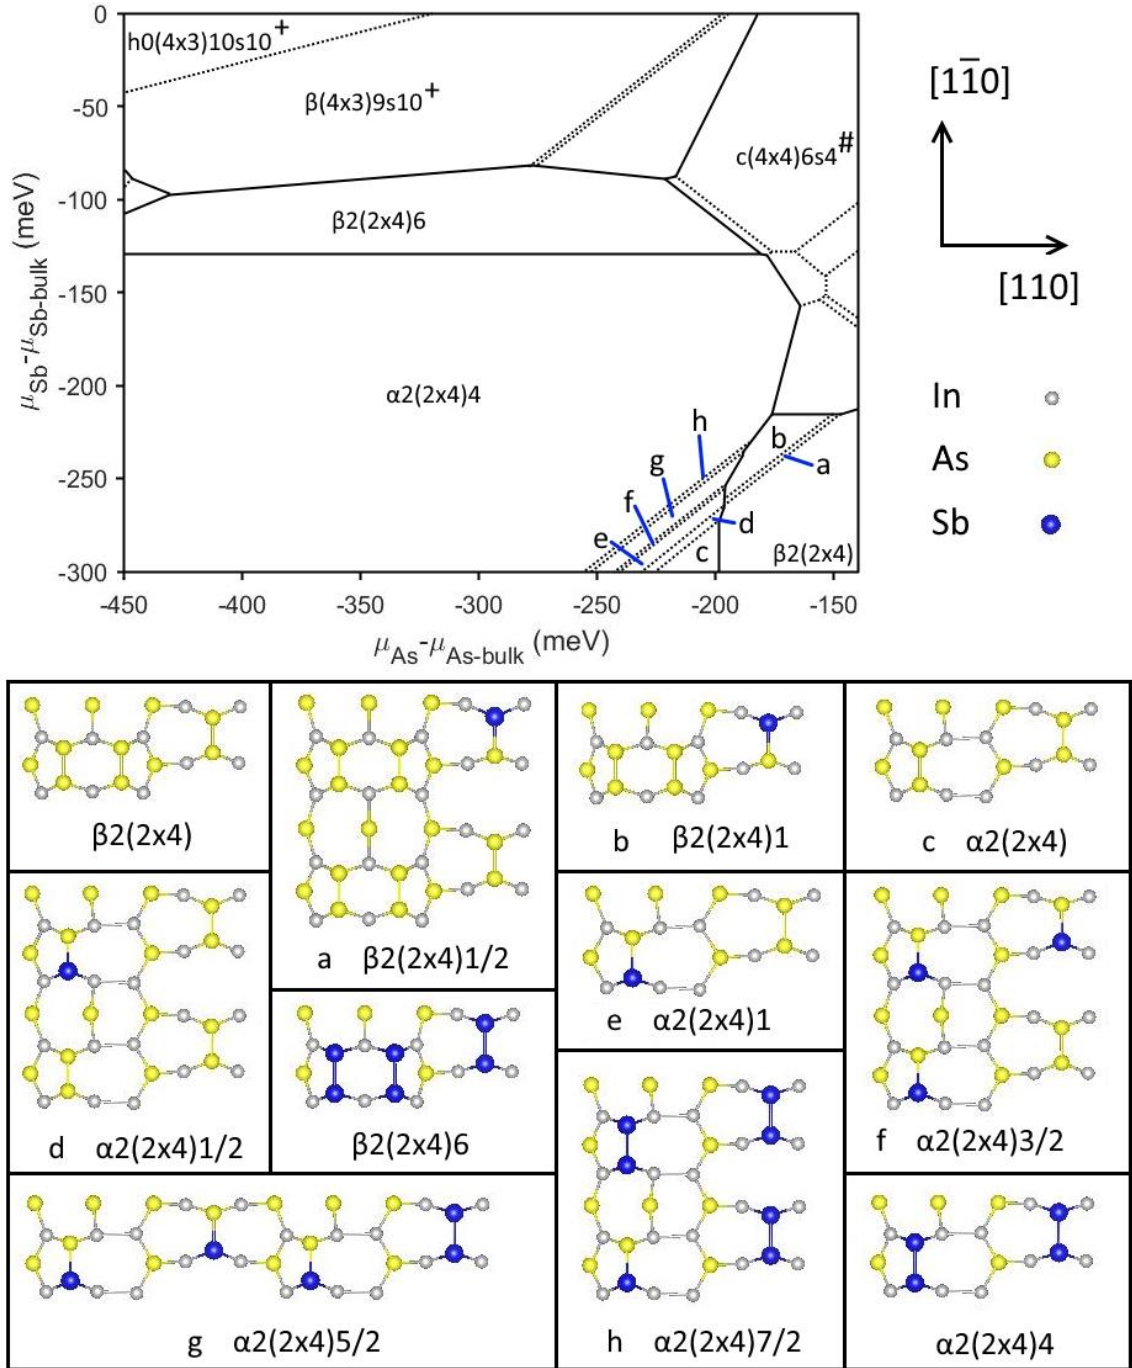 0
-50
-100
-150
-200
-250
-300
-450
-400
-350
-300
-250
-200
-150
μSb-μSb-bulk (meV)
μAs-μAs-bulk (meV)
h0(4x3)10s10+
β(4x3)9s10+
c(4x4)6s4#
β2(2x4)6
α2(2x4)4
h
b
g
a
f
e
d
c
β2(2x4)
[11̅0]
[110]
In
As
Sb
β2(2x4)
a β2(2x4)1/2
b β2(2x4)1
c α2(2x4)
d α2(2x4)1/2
β2(2x4)6
e α2(2x4)1
f α2(2x4)3/2
g α2(2x4)5/2
h α2(2x4)7/2
α2(2x4)4